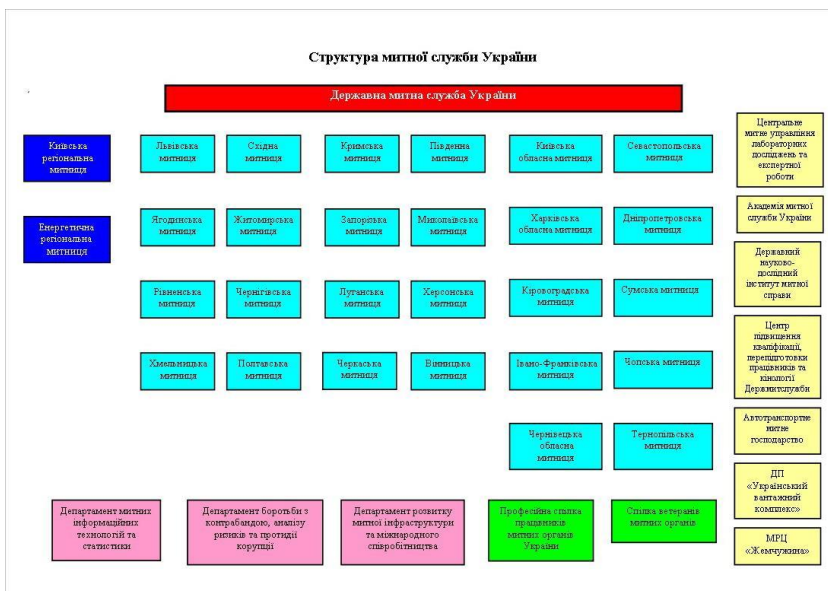 Структура митної служби України
Державна митна служба України
Київська
регіональна
митниця
Енергетична
регіональна
митниця
Львівська
митниця
Східна
митниця
Кримська
митниця
Південна
митниця
Київська
обласна митниця
Севастопольська
митниця
Ягодинська
митниця
Житомирська
митниця
Запорізька
митниця
Миколаївська
митниця
Харківська
обласна митниця
Дніпропетровська
митниця
Рівненська
митниця
Чернігівська
митниця
Луганська
митниця
Херсонська
митниця
Кіровоградська
митниця
Сумська митниця
Хмельницька
митниця
Полтавська
митниця
Черкаська
митниця
Вінницька
митниця
Івано-Франківська
митниця
Чопська митниця
Чернівецька
обласна
митниця
Тернопільська
митниця
Центральне
митне управління
лабораторних
досліджень та
експертної
роботи
Академія митної
служби України
Державний
науково-
дослідний
інститут митної
справи
Центр
підвищення
кваліфікації,
перепідготовки
працівників та
кінології
Держмитслужби
Автотранспортне
митне
господарство
ДП
«Український
вантажний
комплекс»
МРЦ
«Жемчужина»
Департамент митних
інформаційних
технологій та
статистики
Департамент боротьби з
контрабандою, аналізу
ризиків та протидії
корупції
Департамент розвитку
митної інфраструктури
та міжнародного
співробітництва
Професійна спілка
працівників
митних органів
України
Спілка ветеранів
митних органів